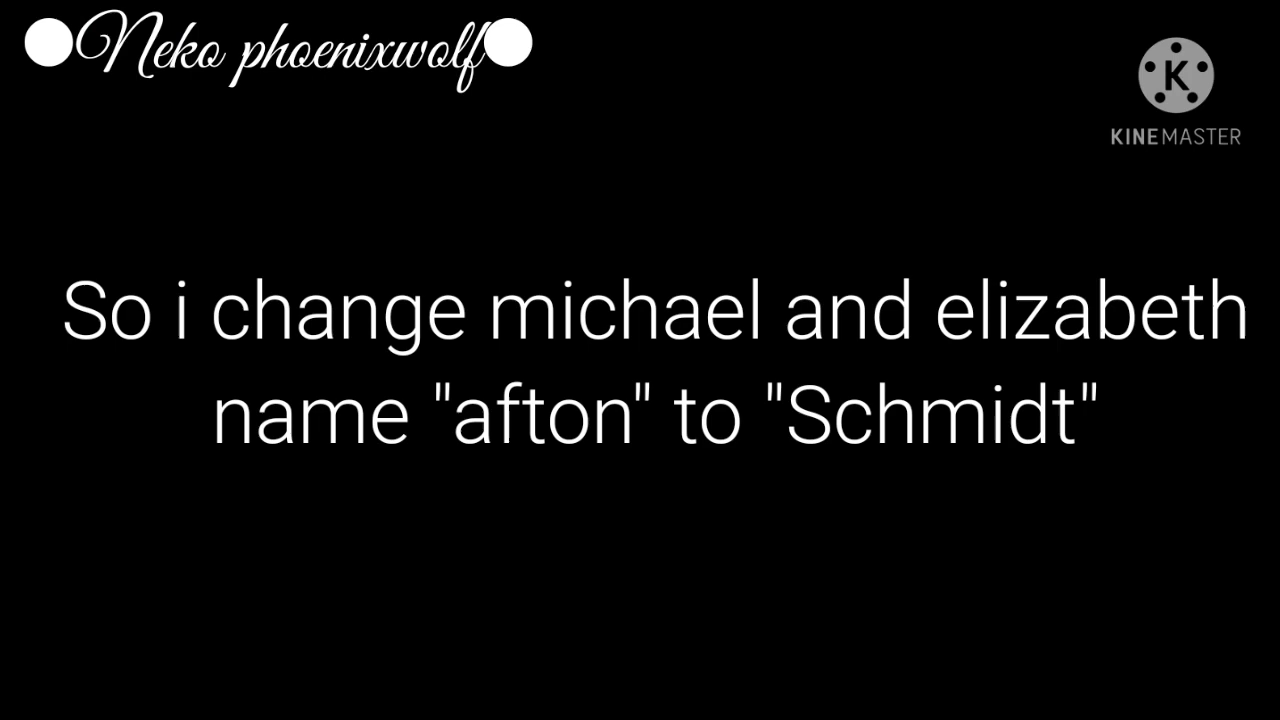 ●Neko phoenixwolf●
K
KINEMASTER
So i change michael and elizabeth
name "afton" to "Schmidt"